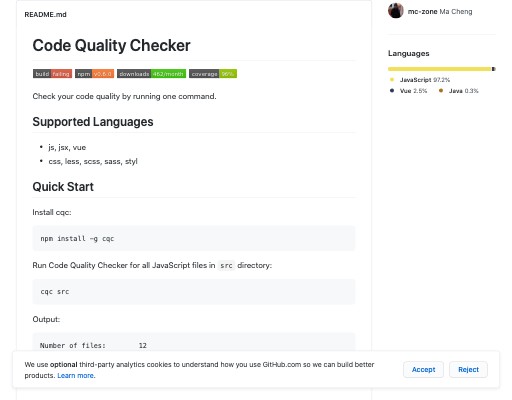 README.md
Code Quality Checker
build failing npm v0.6.0 downloads 462/month coverage 96%
Check your code quality by running one command.
Supported Languages
• js, jsx, vue
• css, less, scss, sass, styl
Quick Start
Install cqc:
npm install -g cqc
Run Code Quality Checker for all JavaScript files in src directory:
cqc src
Output:
Number of files: 12
We use optional third-party analytics cookies to understand how you use GitHub.com so we can build better
products. Learn more.
Accept Reject
mc-zone Ma Cheng
Languages
JavaScript 97.2%
Vue 2.5% Java 0.3%